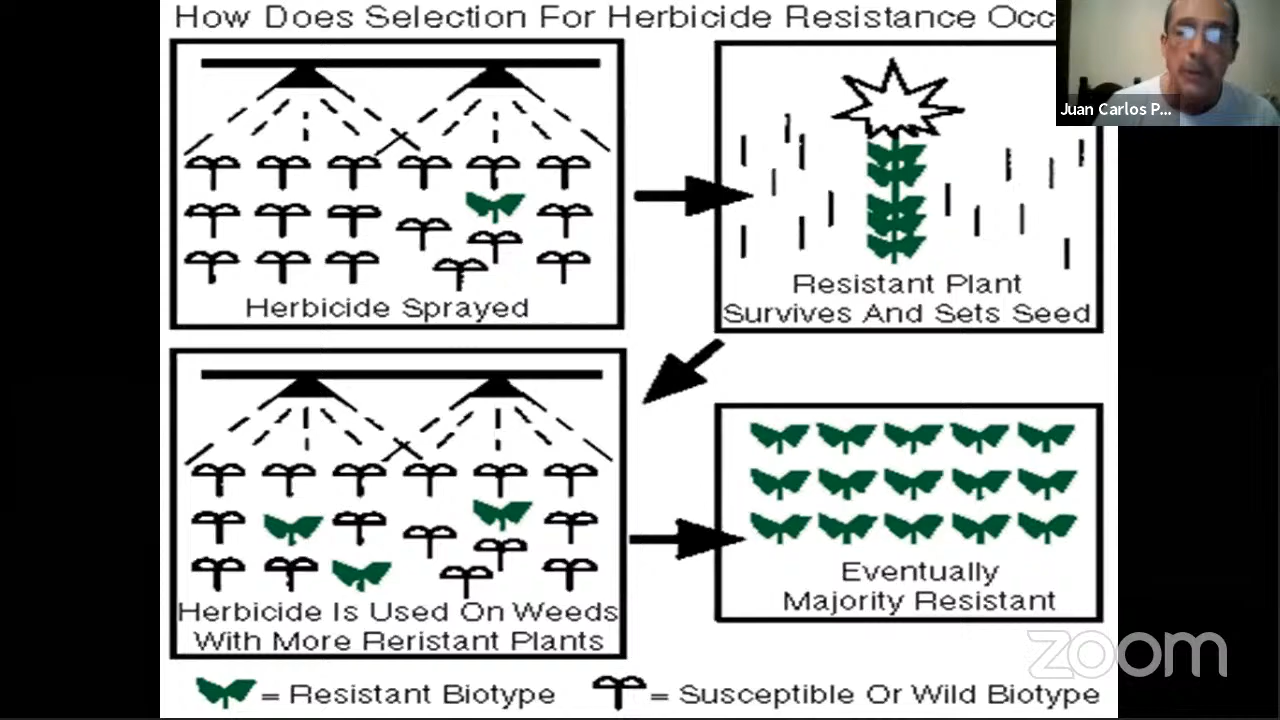 How Does Selection For Herbicide Resistance Occ
Juan Carlos P...
Herbicide Sprayed
Resistant Plant
Survives And Sets Seed
Herbicide Is Used On Weeds
With More Reristant Plants
Eventually
Majority Resistant
zoom
= Resistant Biotype
= Susceptible Or Wild Biotype